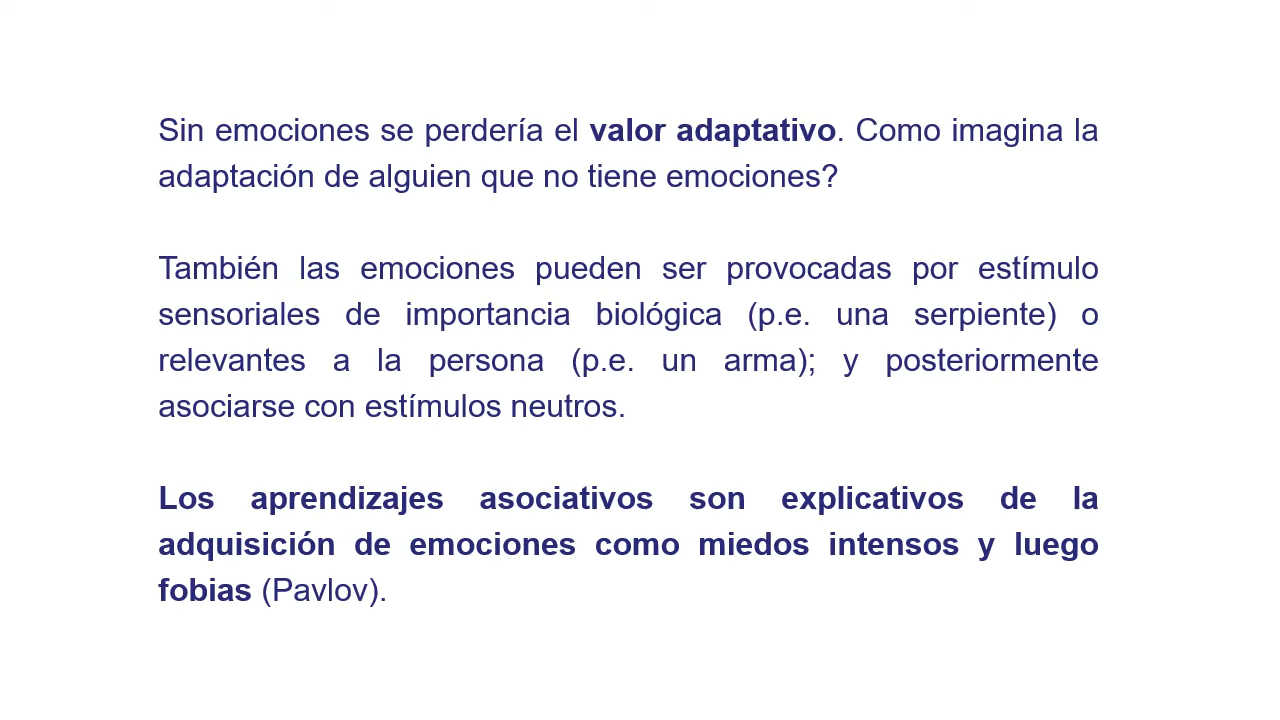 Sin emociones se perdería el valor adaptativo. Como imagina la
adaptación de alguien que no tiene emociones?
También las emociones pueden ser provocadas por estímulo
sensoriales de importancia biológica (p.e. una serpiente) o
relevantes a la persona (p.e. un arma); y posteriormente
asociarse con estímulos neutros.
Los aprendizajes asociativos son explicativos de la
adquisición de emociones como miedos intensos y luego
fobias (Pavlov).